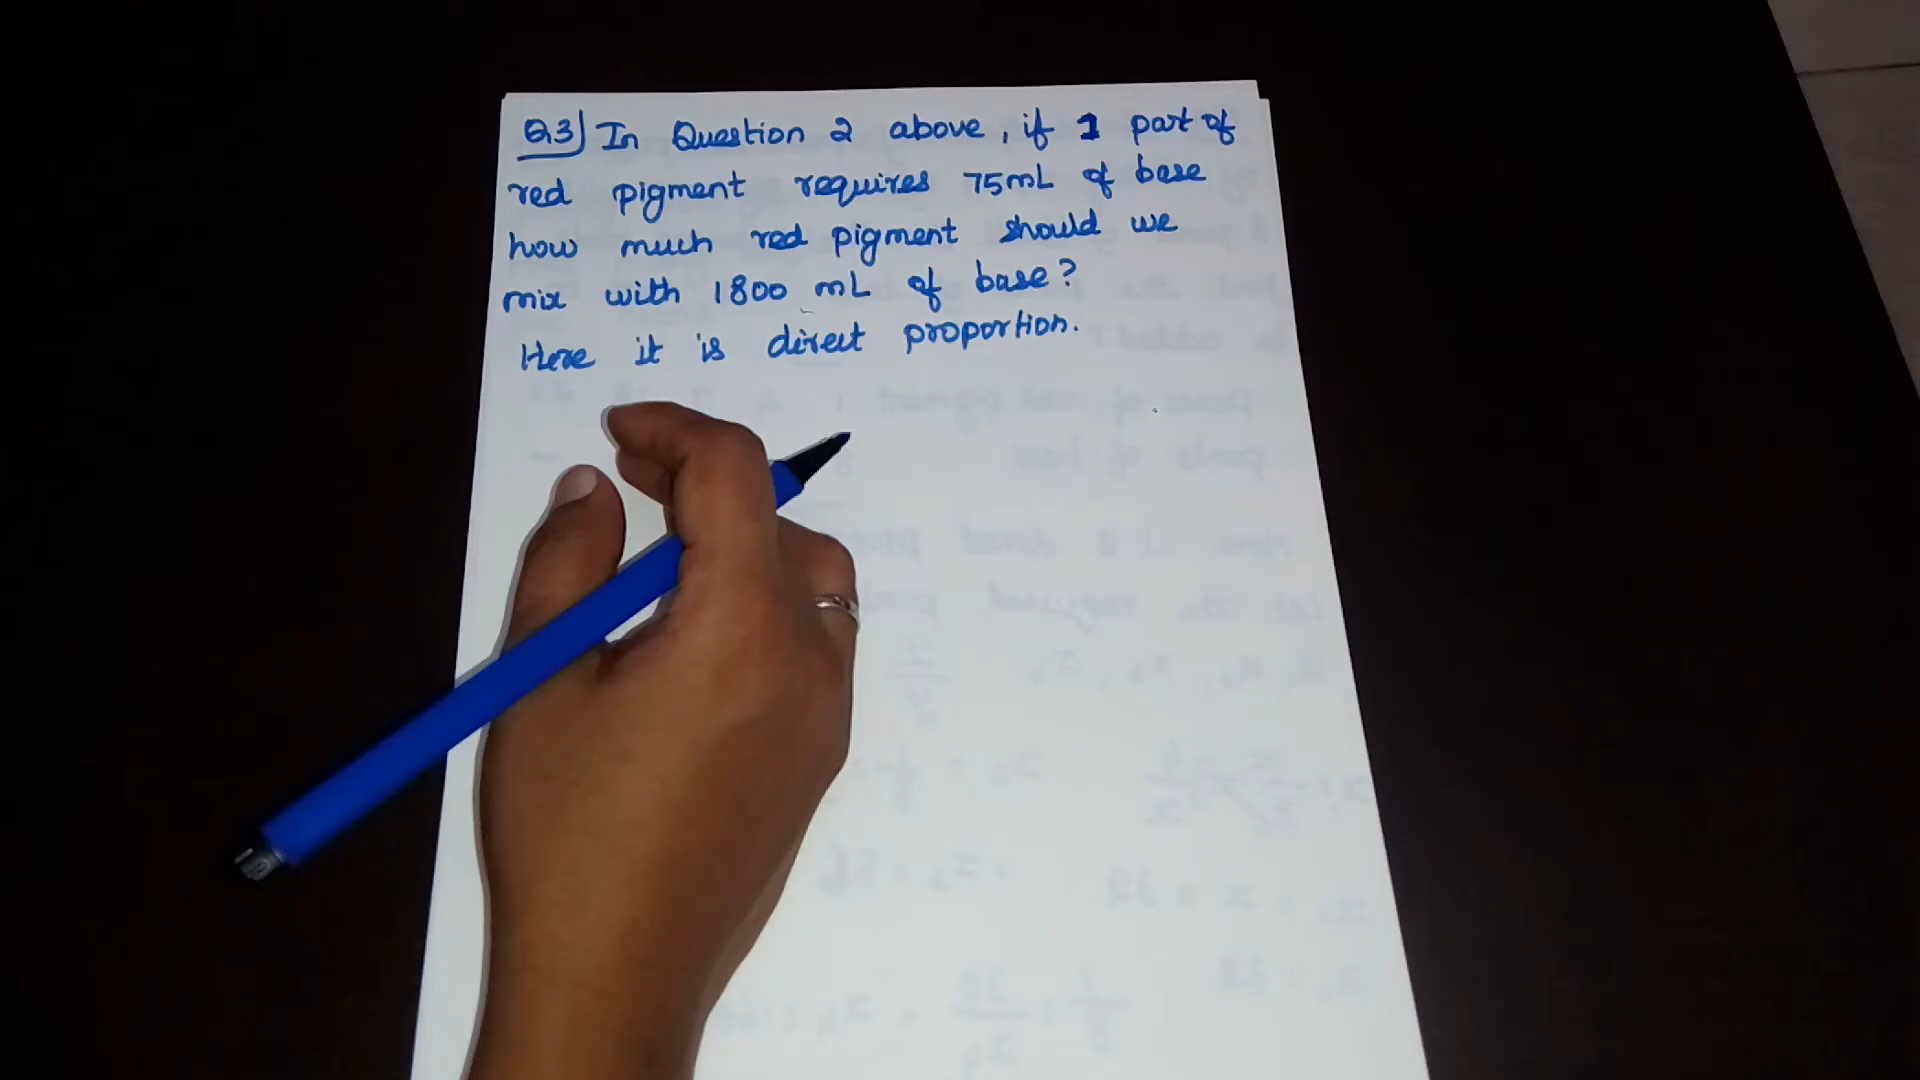 Q3) In Question 2 above, if 1 part of
red pigment requires 75mL of base
how much red pigment should we
mix with 1800 mL of base?
Here it is direct proportion.